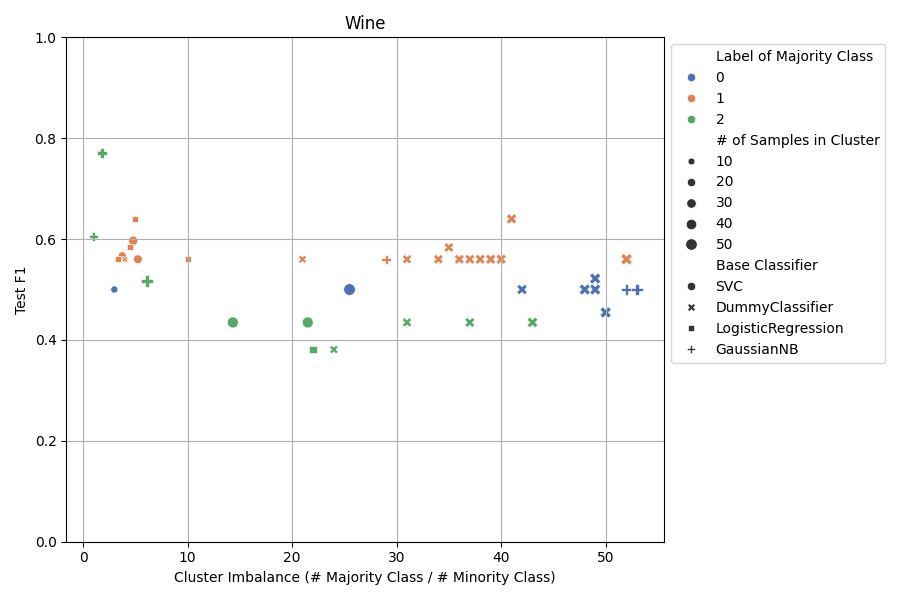 Wine
1.0
0.8
0.6
0.4
0.2
0.0
Test F1
0
10
20
30
40
50
Cluster Imbalance (# Majority Class / # Minority Class)
Label of Majority Class
0
1
2
# of Samples in Cluster
10
20
30
40
50
Base Classifier
SVC
DummyClassifier
LogisticRegression
GaussianNB